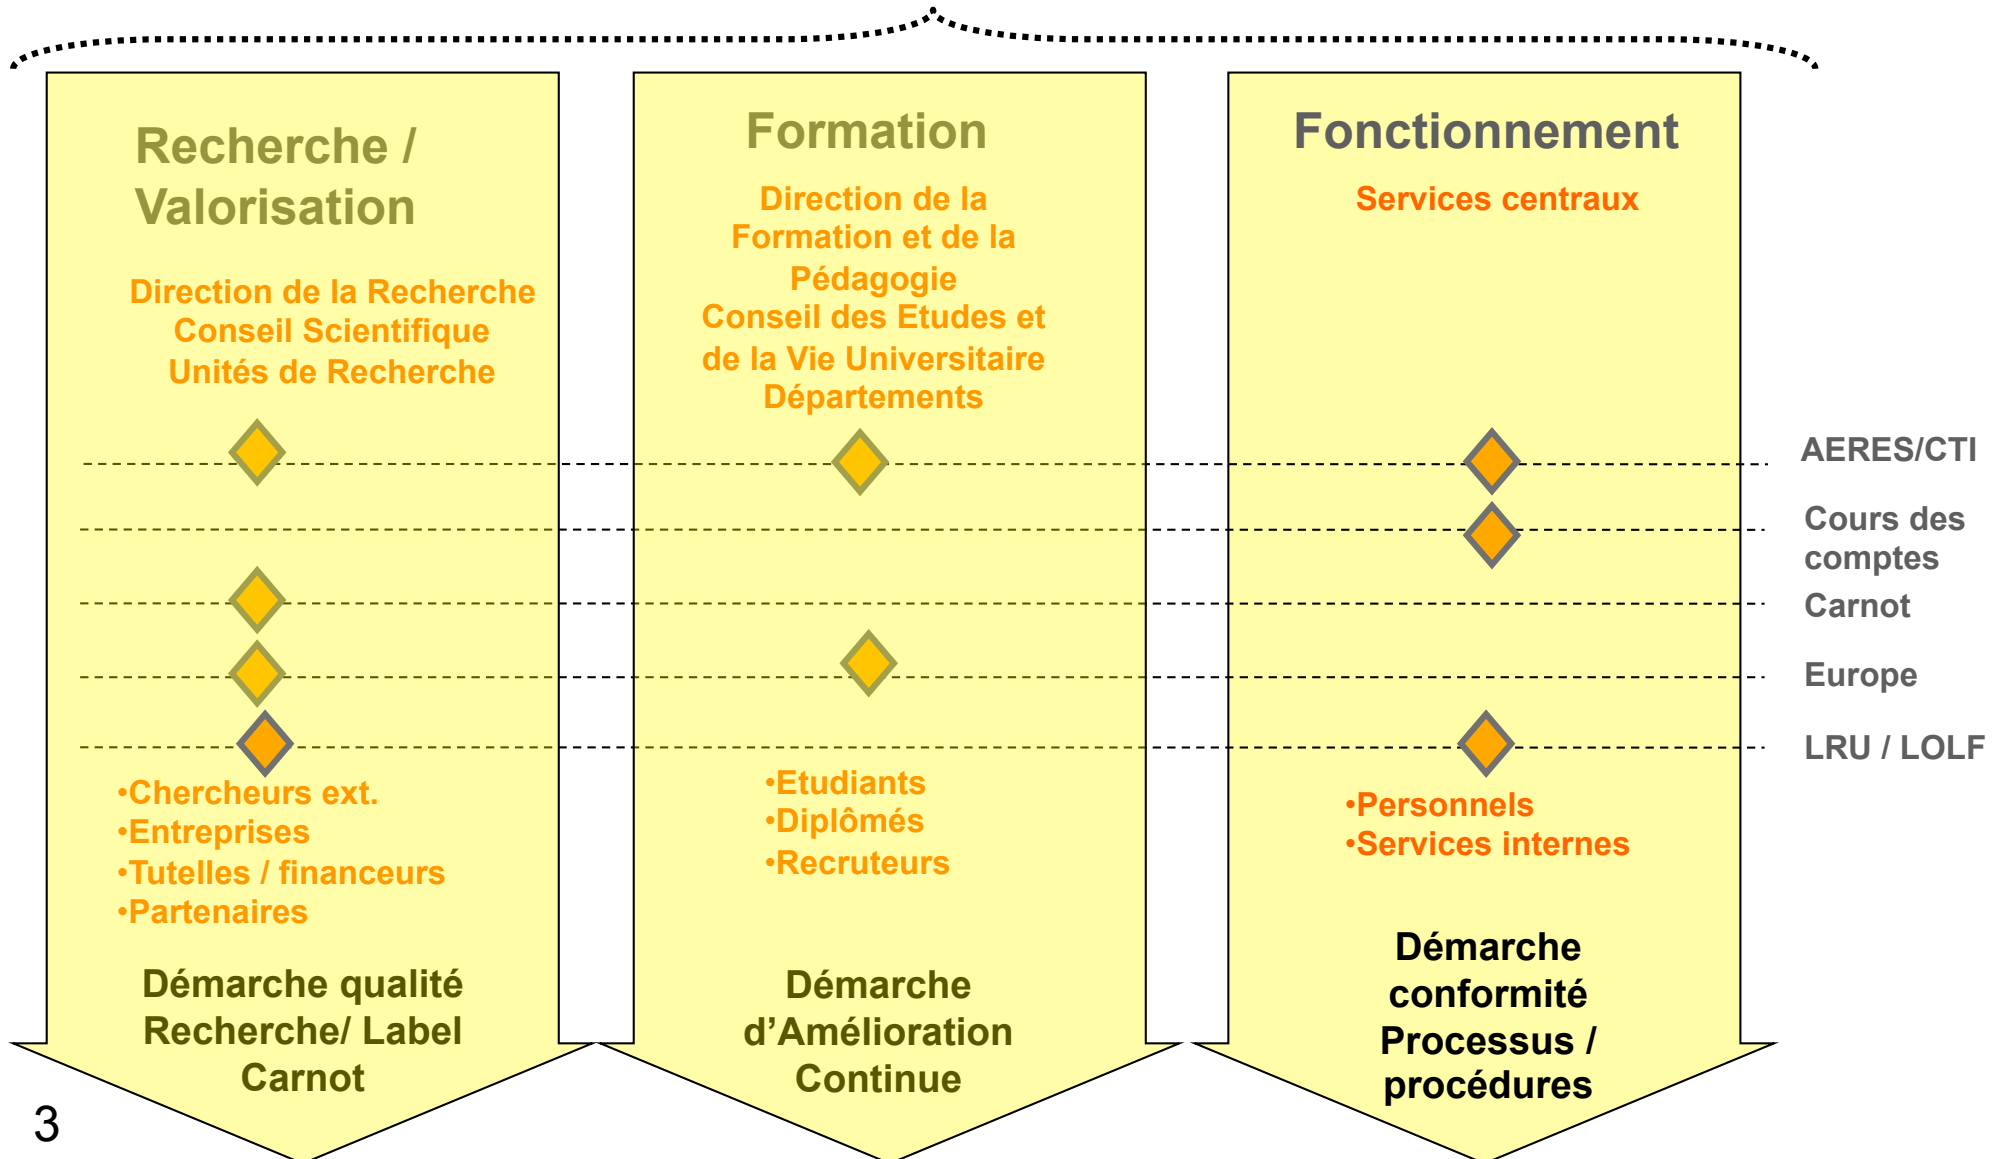 Recherche /
Valorisation
Direction de la Recherche
Conseil Scientifique
Unités de Recherche
•Chercheurs ext.
•Entreprises
•Tutelles / financeurs
•Partenaires
Démarche qualité
Recherche/ Label
Carnot
Formation
Direction de la
Formation et de la
Pédagogie
Conseil des Etudes et
de la Vie Universitaire
Départements
•Etudiants
•Diplômés
•Recruteurs
Démarche
d’Amélioration
Continue
Fonctionnement
Services centraux
•Personnels
•Services internes
Démarche
conformité
Processus /
procédures
AERES/CTI
Cours des
comptes
Carnot
Europe
LRU / LOLF
3